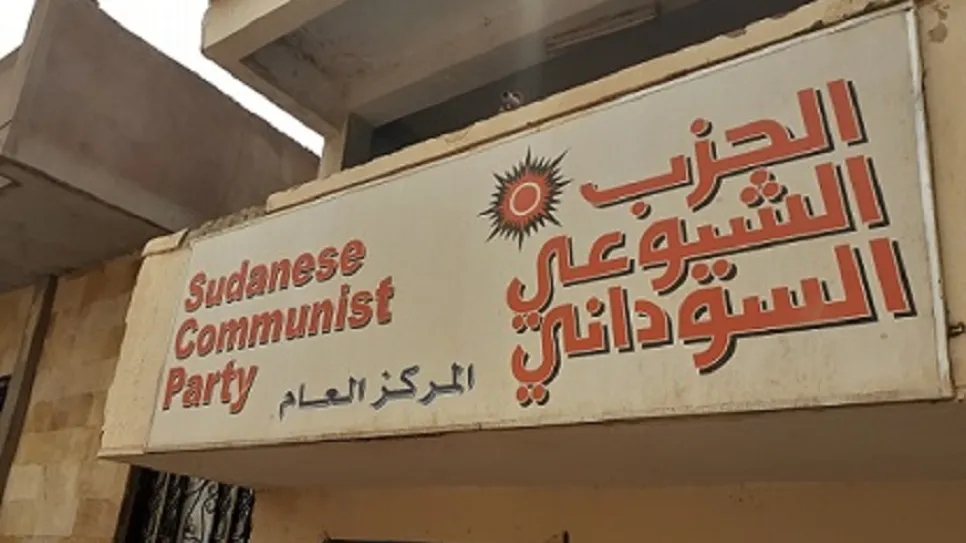 الحزب
الشيوعي
السوداني
Sudanese
Communist
Party
المركز العام